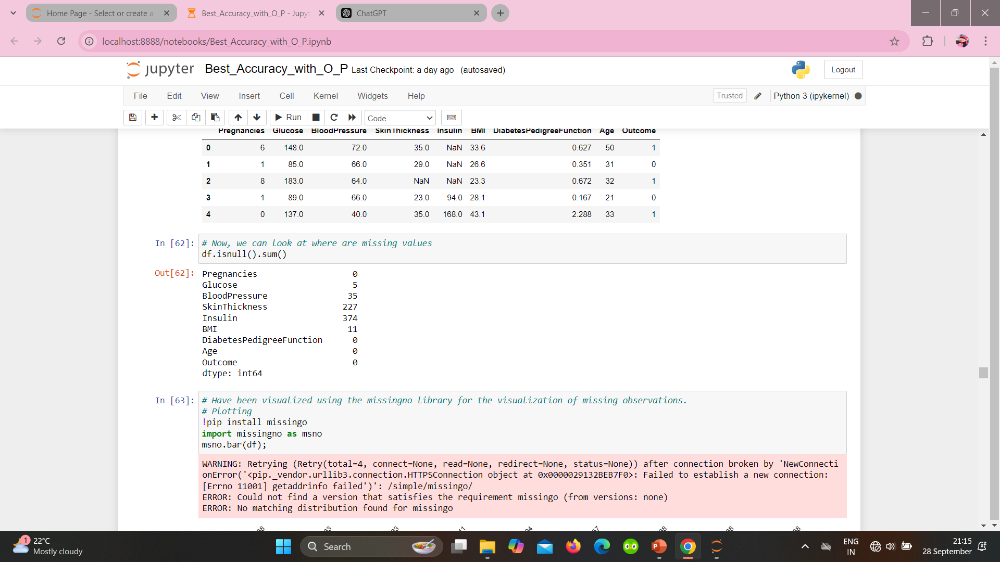 Home Page - Select or create a
Best_Accuracy_with_O_P - Jupyt
ChatGPT
localhost:8888/notebooks/Best_Accuracy_with_O_P.ipynb
jupyter Best_Accuracy_with_O_P Last Checkpoint: a day ago (autosaved)
Logout
File Edit View Insert Cell Kernel Widgets Help
Trusted
Python 3 (ipykernel)
Run
Code
Pregnancies Glucose BloodPressure SkinThickness Insulin BMI DiabetesPedigreeFunction Age Outcome
0 6 148.0 72.0 35.0 NaN 33.6 0.627 50 1
1 1 85.0 66.0 29.0 NaN 26.6 0.351 31 0
2 8 183.0 64.0 NaN NaN 23.3 0.672 32 1
3 1 89.0 66.0 23.0 94.0 28.1 0.167 21 0
4 0 137.0 40.0 35.0 168.0 43.1 2.288 33 1
In [62]: # Now, we can look at where are missing values
df.isnull().sum()
Out[62]: Pregnancies 0
Glucose 5
BloodPressure 35
SkinThickness 227
Insulin 374
BMI 11
DiabetesPedigreeFunction 0
Age 0
Outcome 0
dtype: int64
In [63]: # Have been visualized using the missingno library for the visualization of missing observations.
# Plotting
!pip install missingo
import missingno as msno
msno.bar(df);
WARNING: Retrying (Retry(total=4, connect=None, read=None, redirect=None, status=None)) after connection broken by 'NewConnecti
onError('<pip._vendor.urllib3.connection.HTTPSConnection object at 0x0000029132BEB7F0>: Failed to establish a new connection:
[Errno 11001] getaddrinfo failed')': /simple/missingo/
ERROR: Could not find a version that satisfies the requirement missingo (from versions: none)
ERROR: No matching distribution found for missingo
1
22°C
Mostly cloudy
Search
ENG
IN
21:15
28 September